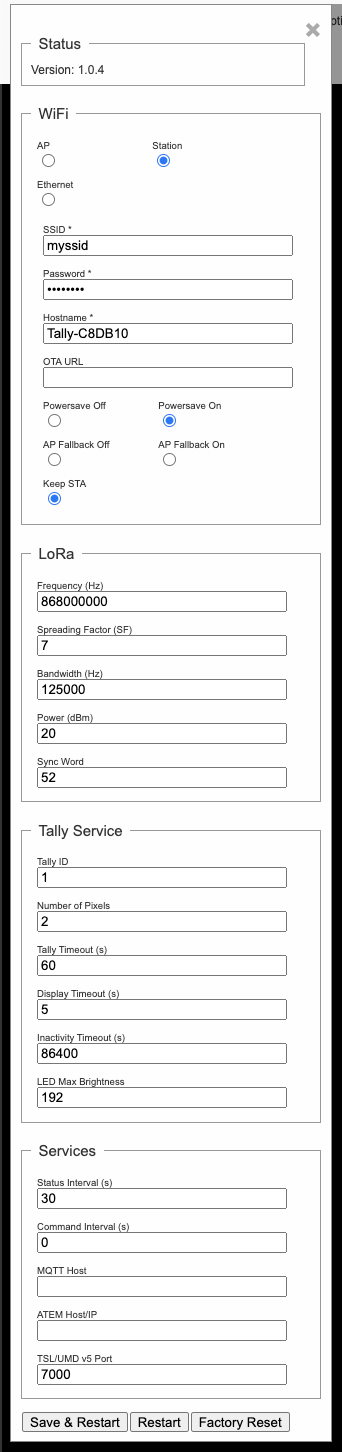 Status
Version: 1.0.4
WiFi
AP Station
Ethernet
SSID *
myssid
Password *
••••••••
Hostname *
Tally-C8DB10
OTA URL
Powersave Off Powersave On
AP Fallback Off AP Fallback On
Keep STA
LoRa
Frequency (Hz)
868000000
Spreading Factor (SF)
7
Bandwidth (Hz)
125000
Power (dBm)
20
Sync Word
52
Tally Service
Tally ID
1
Number of Pixels
2
Tally Timeout (s)
60
Display Timeout (s)
5
Inactivity Timeout (s)
86400
LED Max Brightness
192
Services
Status Interval (s)
30
Command Interval (s)
0
MQTT Host
ATEM Host/IP
TSL/UMD v5 Port
7000
Save & Restart Restart Factory Reset